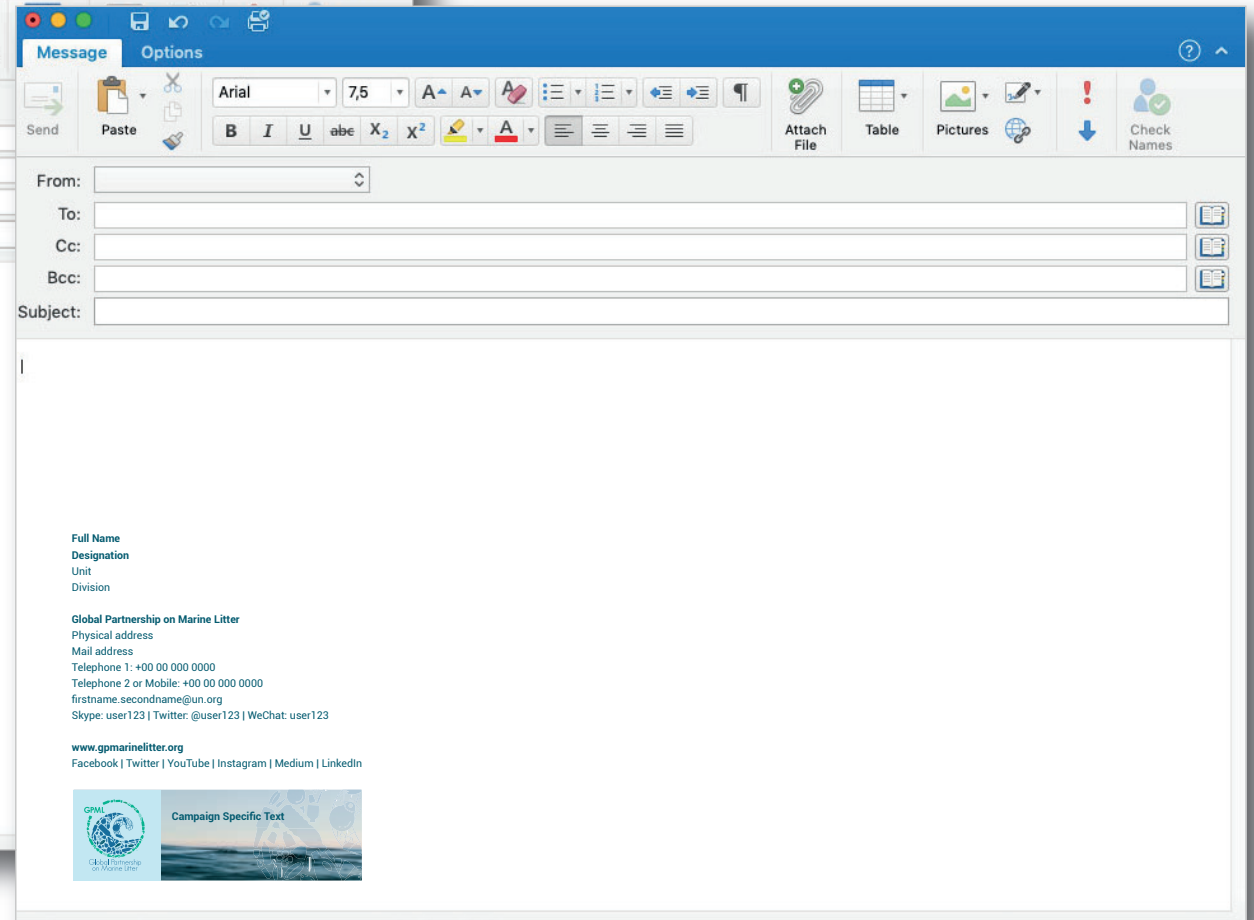 Message Options
Send
Paste
Arial
7,5
A A A
B I U abc X₂ X² A
Attach
File
Table
Pictures
Check
Names
From:
To:
Cc:
Bcc:
Subject:
Full Name
Designation
Unit
Division
Global Partnership on Marine Litter
Physical address
Mail address
Telephone 1: +00 00 000 0000
Telephone 2 or Mobile: +00 00 000 0000
firstname.secondname@un.org
Skype: user123 | Twitter: @user123 | WeChat: user123
www.gpmarinelitter.org
Facebook | Twitter | YouTube | Instagram | Medium | LinkedIn
GPML
Global Partnership
on Marine Litter
Campaign Specific Text